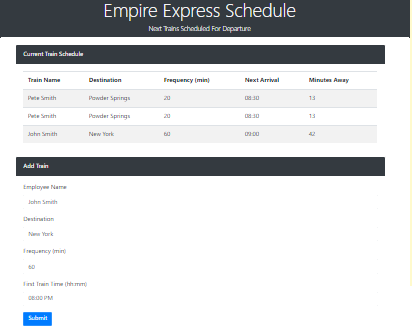 Empire Express Schedule
Next Trains Scheduled For Departure
Current Train Schedule
Train Name Destination Frequency (min) Next Arrival Minutes Away
Pete Smith Powder Springs 20 08:30 13
Pete Smith Powder Springs 20 08:30 13
John Smith New York 60 09:00 42
Add Train
Employee Name
John Smith
Destination
New York
Frequency (min)
60
First Train Time (hh:mm)
08:00 PM
Submit